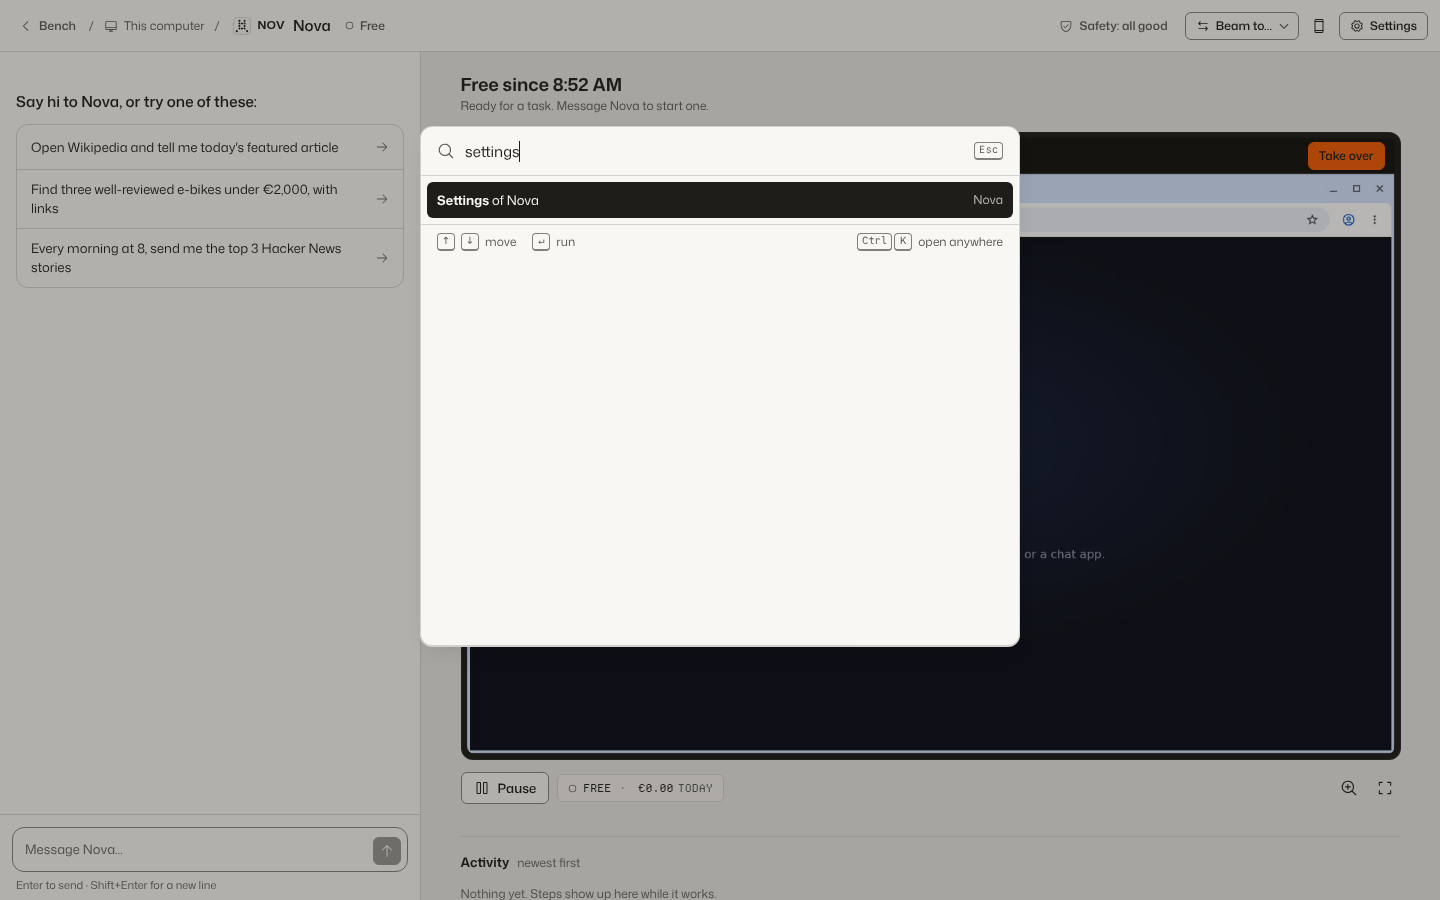 Bench / This computer / NOV Nova Free
Safety: all good
Beam to...
Settings
Say hi to Nova, or try one of these:
Open Wikipedia and tell me today's featured article
Find three well-reviewed e-bikes under €2,000, with
links
Every morning at 8, send me the top 3 Hacker News
stories
Message Nova...
Enter to send · Shift+Enter for a new line
Free since 8:52 AM
Ready for a task. Message Nova to start one.
settings
Esc
Settings of Nova
Nova
↑ ↓ move ↵ run
Ctrl K open anywhere
Take over
or a chat app.
Pause
FREE · €0.00 TODAY
Activity newest first
Nothing yet. Steps show up here while it works.